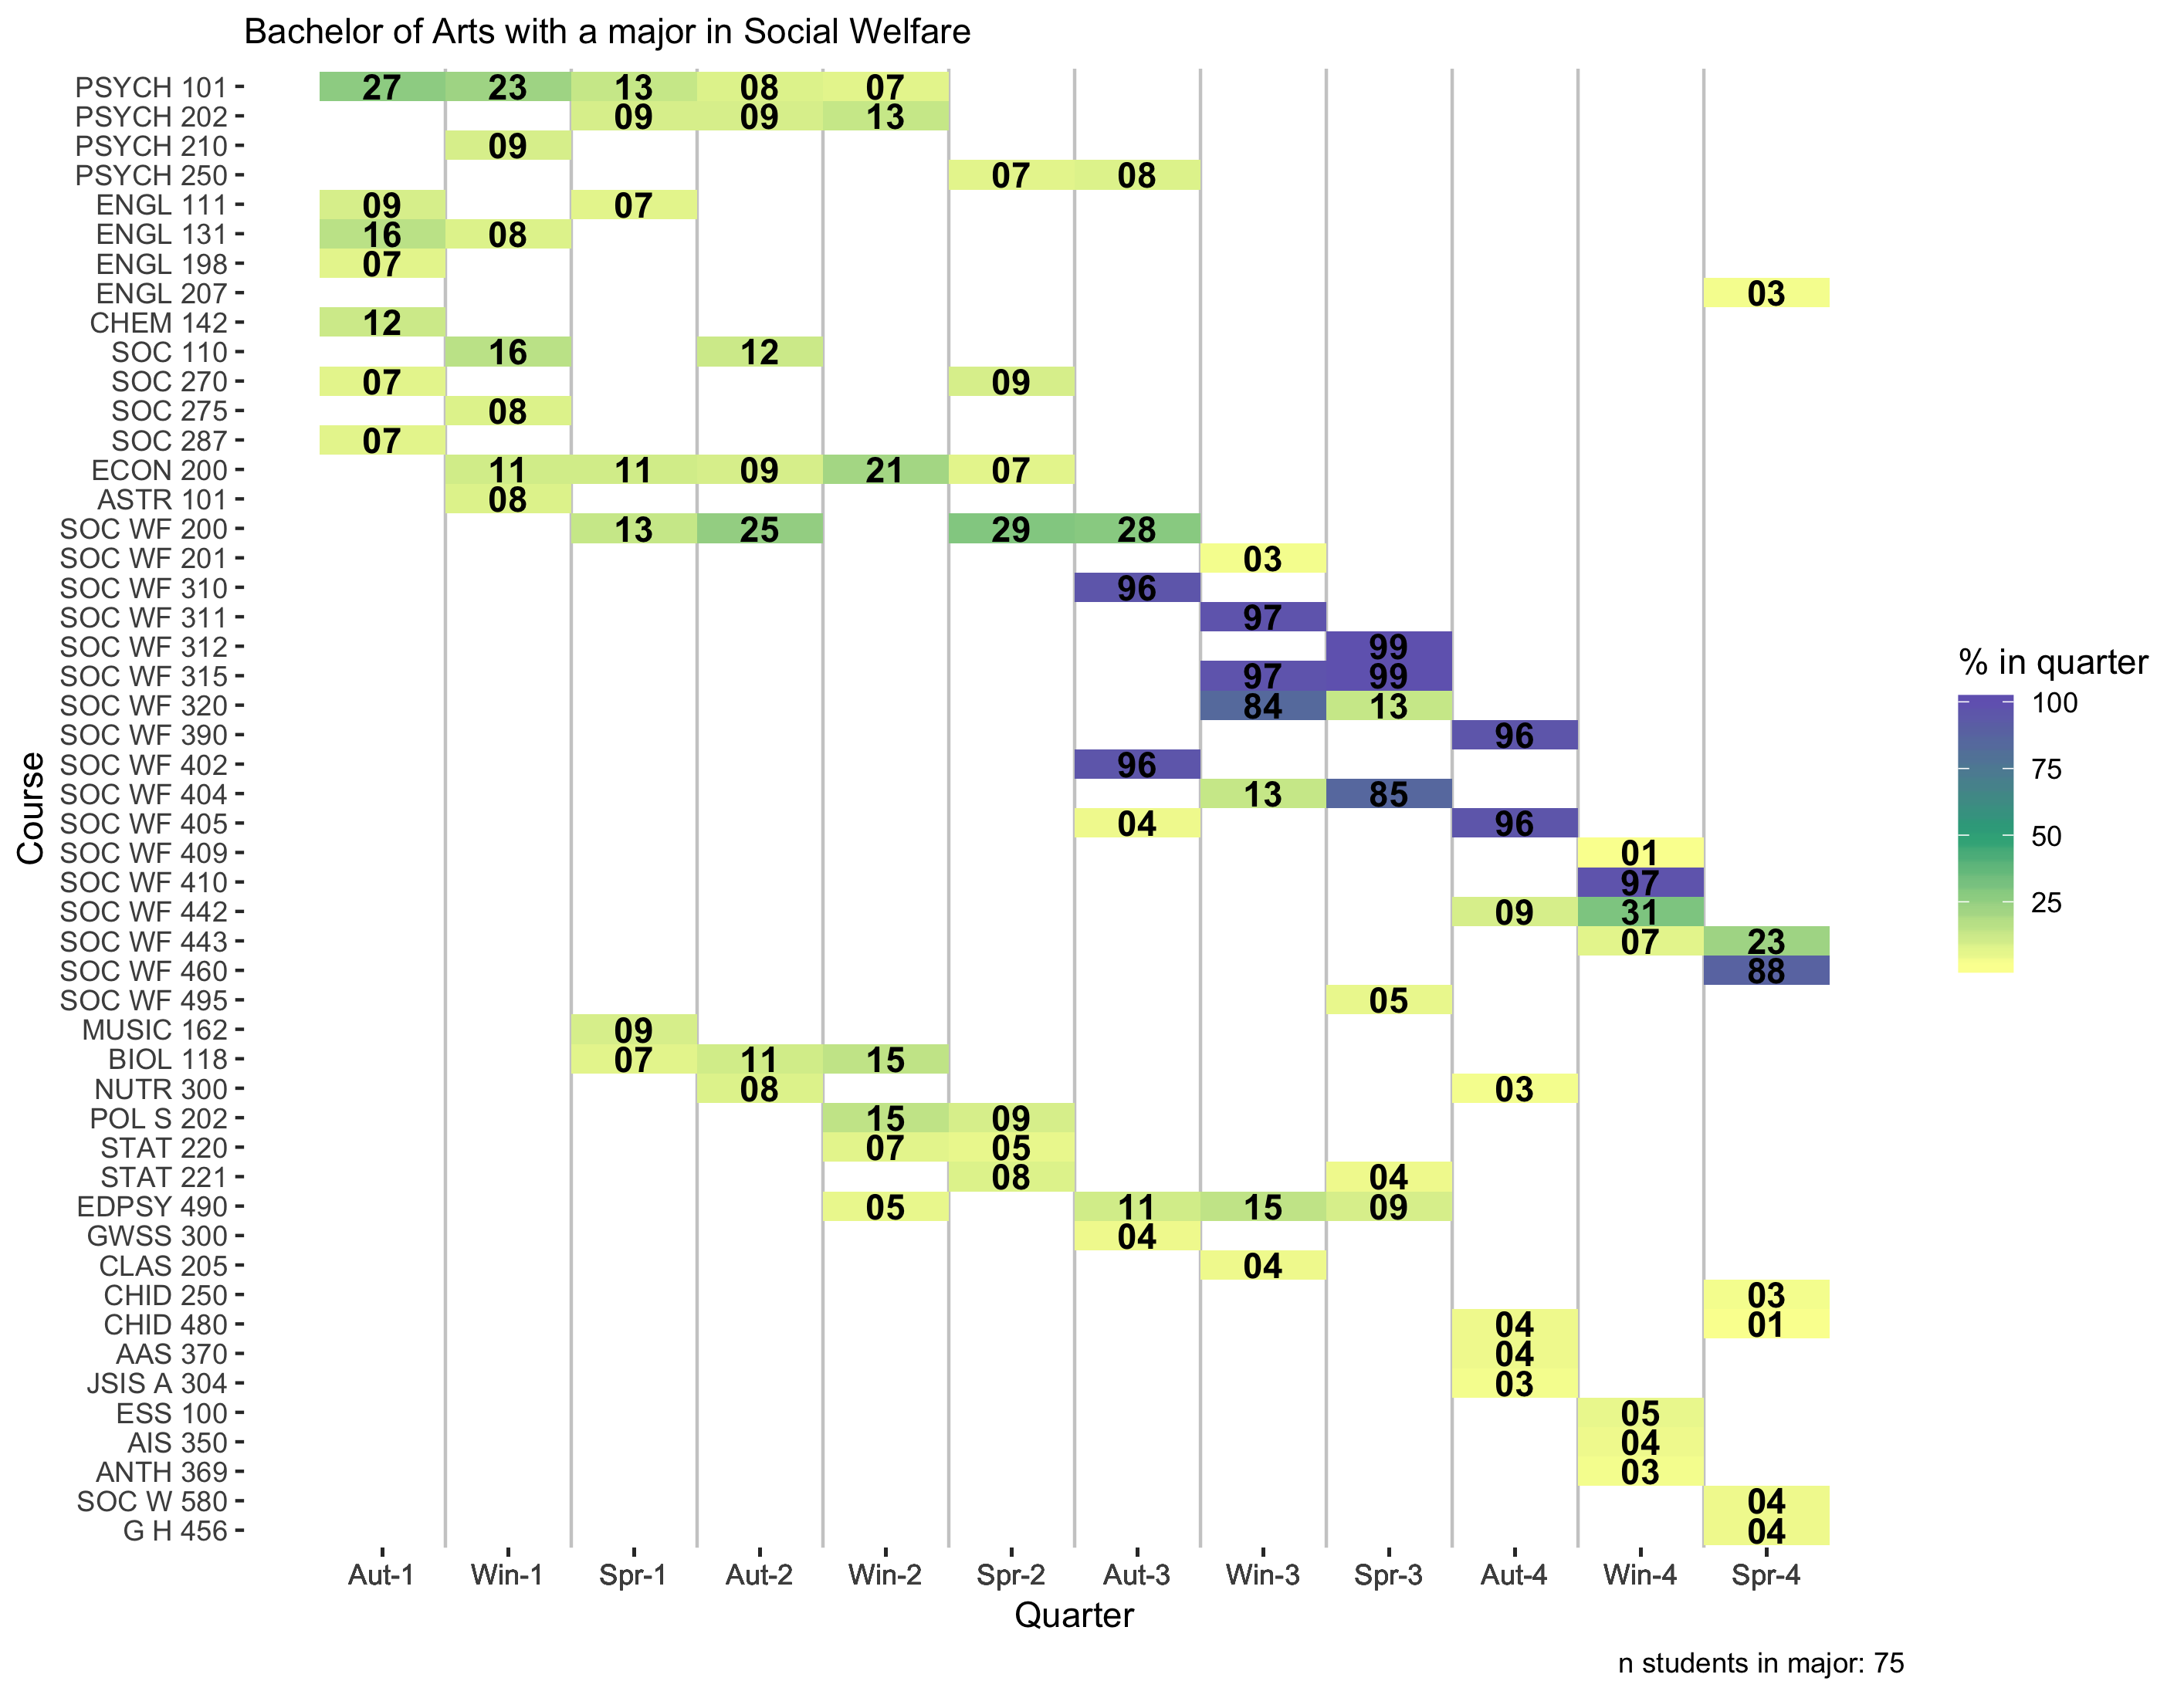 Bachelor of Arts with a major in Social Welfare
PSYCH 101 27 23 13 08 07
PSYCH 202 09 09 13
PSYCH 210 09
PSYCH 250 07 08
ENGL 111 09 07
ENGL 131 16 08
ENGL 198 07
ENGL 207 03
CHEM 142 12
SOC 110 16 12
SOC 270 07 09
SOC 275 08
SOC 287 07
ECON 200 11 11 09 21 07
ASTR 101 08
SOC WF 200 13 25 29 28
SOC WF 201 03
SOC WF 310 96
SOC WF 311 97
SOC WF 312 99
SOC WF 315 97 99
SOC WF 320 84 13
SOC WF 390 96
SOC WF 402 96
SOC WF 404 13 85
SOC WF 405 04 96
SOC WF 409 01
SOC WF 410 97
SOC WF 442 09 31
SOC WF 443 07 23
SOC WF 460 88
SOC WF 495 05
MUSIC 162 09
BIOL 118 07 11 15
NUTR 300 08 03
POL S 202 15 09
STAT 220 07 05
STAT 221 08 04
EDPSY 490 05 11 15 09
GWSS 300 04
CLAS 205 04
CHID 250 03
CHID 480 04 01
AAS 370 04
JSIS A 304 03
ESS 100 05
AIS 350 04
ANTH 369 03
SOC W 580 04
G H 456 04
Course
Aut-1 Win-1 Spr-1 Aut-2 Win-2 Spr-2 Aut-3 Win-3 Spr-3 Aut-4 Win-4 Spr-4
Quarter
% in quarter
100
75
50
25
n students in major: 75